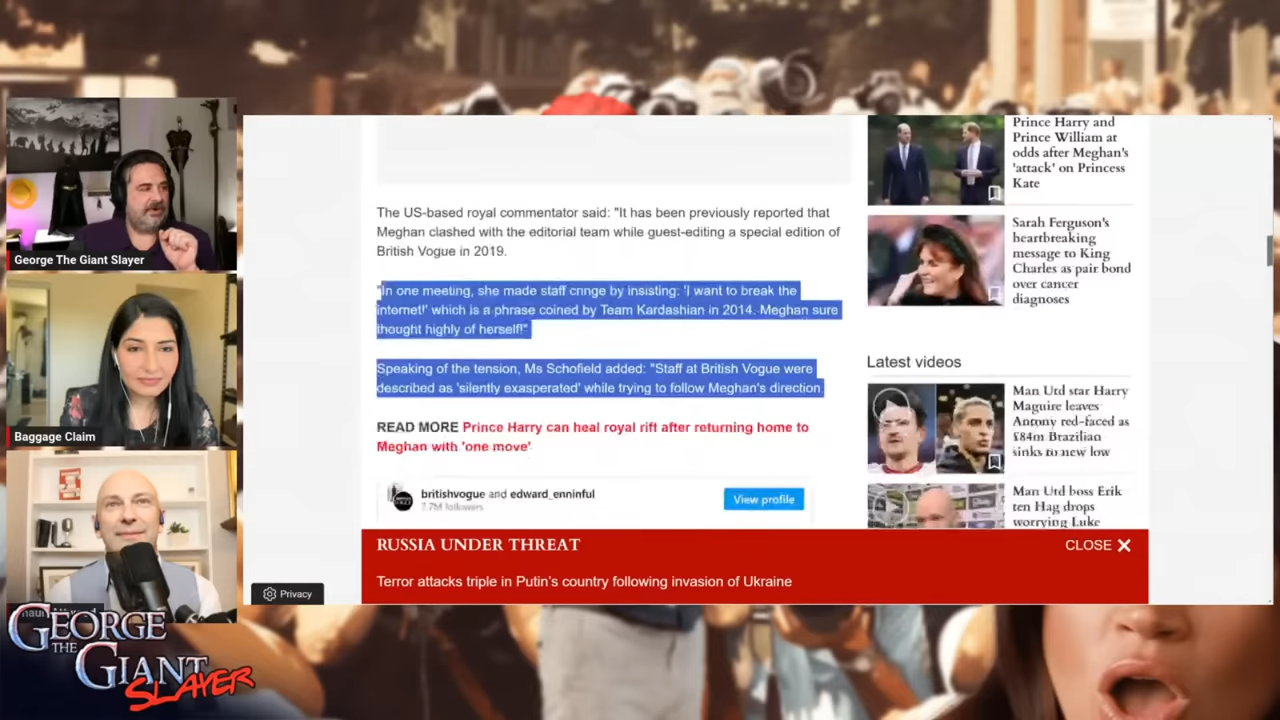 George The Giant Slayer
Baggage Claim
GEORGE
THE
GIANT
SLAYER
The US-based royal commentator said: "It has been previously reported that
Meghan clashed with the editorial team while guest-editing a special edition of
British Vogue in 2019.
"In one meeting, she made staff cringe by insisting: 'I want to break the
internet!' which is a phrase coined by Team Kardashian in 2014. Meghan sure
thought highly of herself!"
Speaking of the tension, Ms Schofield added: "Staff at British Vogue were
described as 'silently exasperated' while trying to follow Meghan's direction.
READ MORE Prince Harry can heal royal rift after returning home to
Meghan with 'one move'
britishvogue and edward_enninful
7.7M followers
View profile
RUSSIA UNDER THREAT
CLOSE X
Terror attacks triple in Putin's country following invasion of Ukraine
Privacy
Prince Harry and
Prince William at
odds after Meghan's
'attack' on Princess
Kate
Sarah Ferguson's
heartbreaking
message to King
Charles as pair bond
over cancer
diagnoses
Latest videos
Man Utd star Harry
Maguire leaves
Antony red-faced as
£84m Brazilian
sinks to new low
Man Utd boss Erik
ten Hag drops
worrying Luke